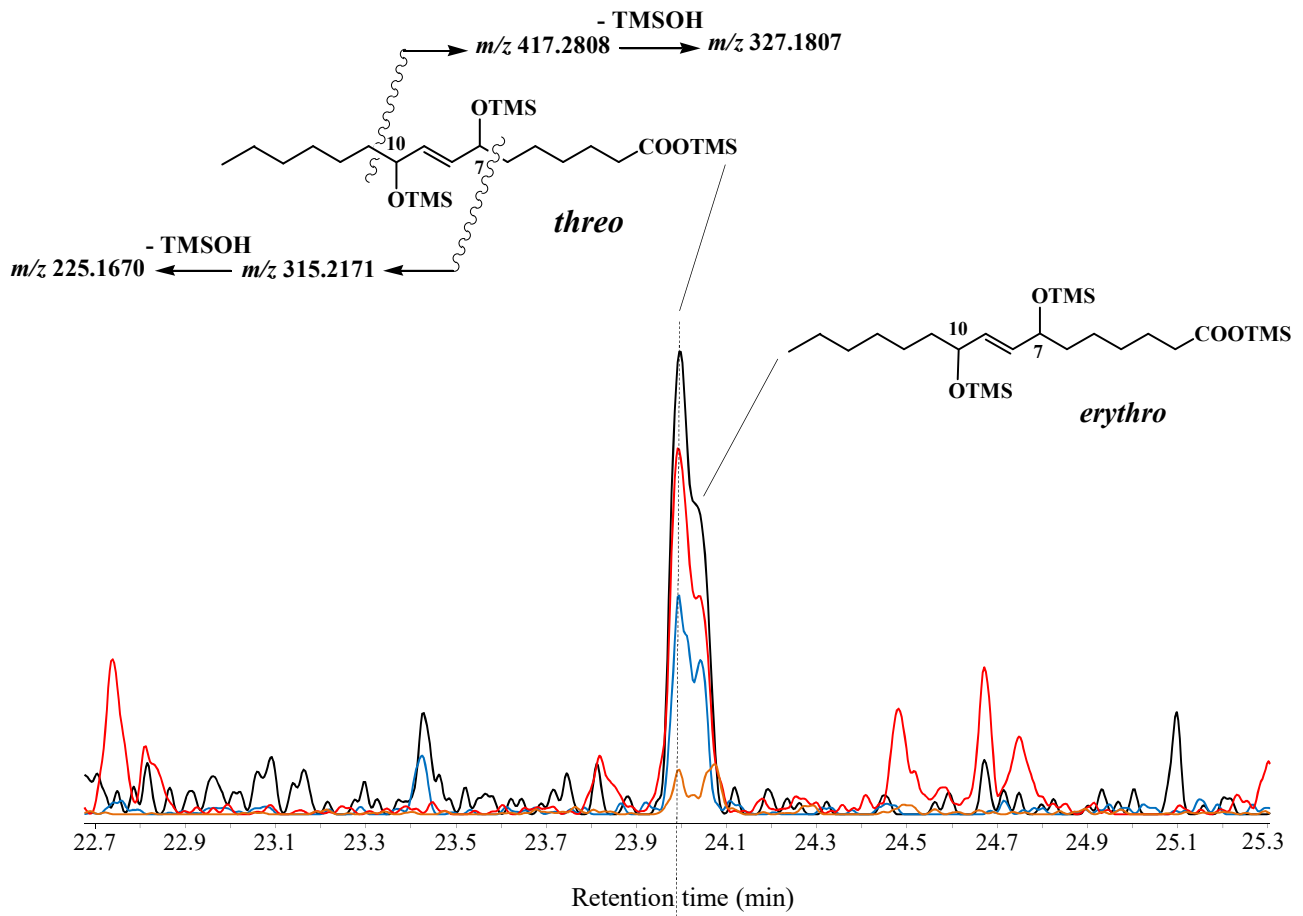 - TMSOH
m/z 417.2808
m/z 327.1807
OTMS
10
COOTMS
7
OTMS
threo
- TMSOH
m/z 225.1670
m/z 315.2171
OTMS
10
COOTMS
7
OTMS
erythro
22.7 22.9 23.1 23.3 23.5 23.7 23.9 24.1 24.3 24.5 24.7 24.9 25.1 25.3
Retention time (min)